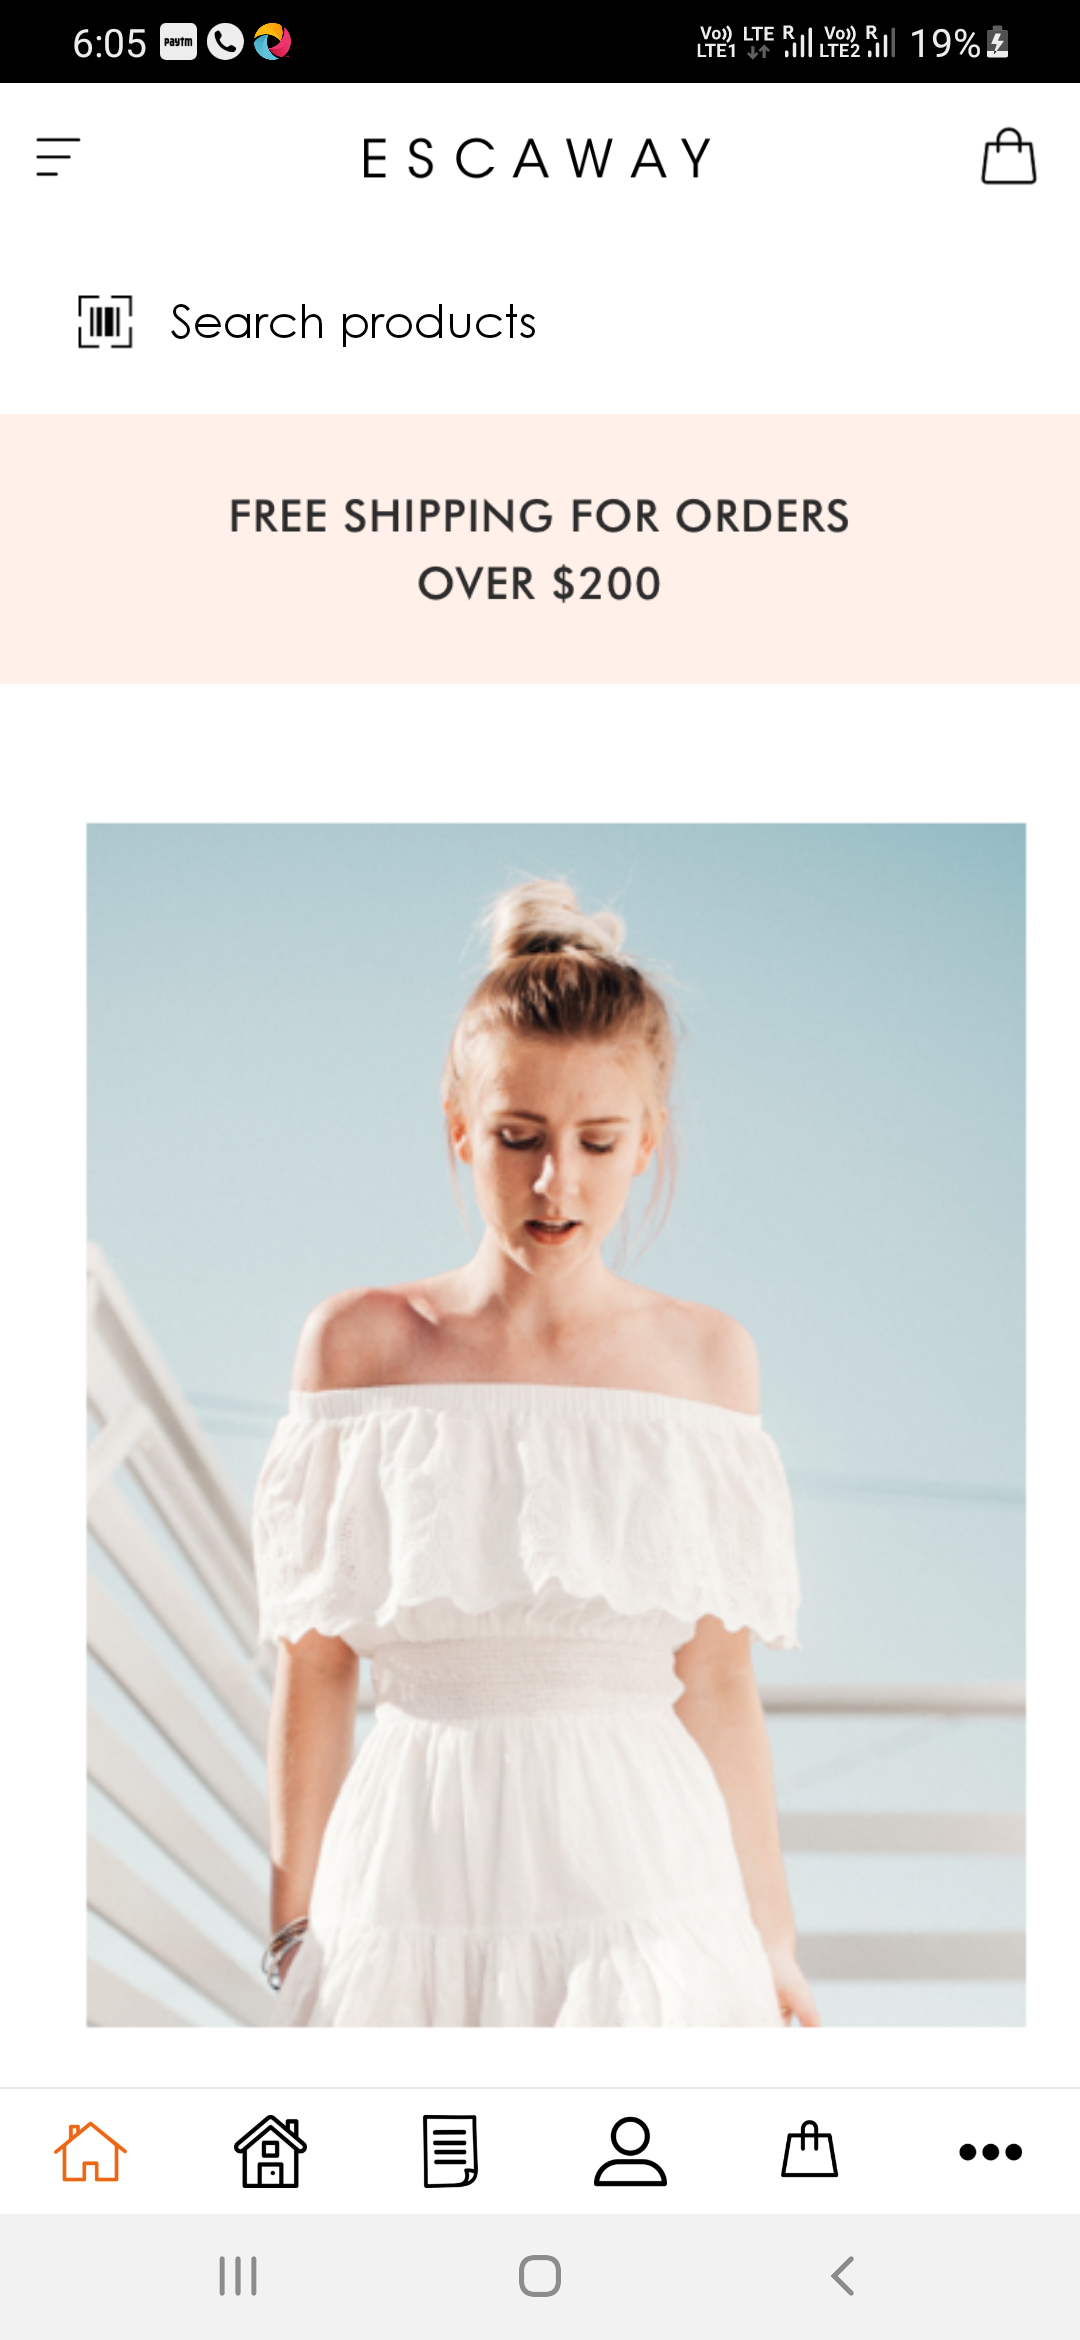 6:05 paytm Vo)) LTE1 LTE R Vo)) LTE2 R 19%
ESCAWAY
Search products
FREE SHIPPING FOR ORDERS
OVER $200